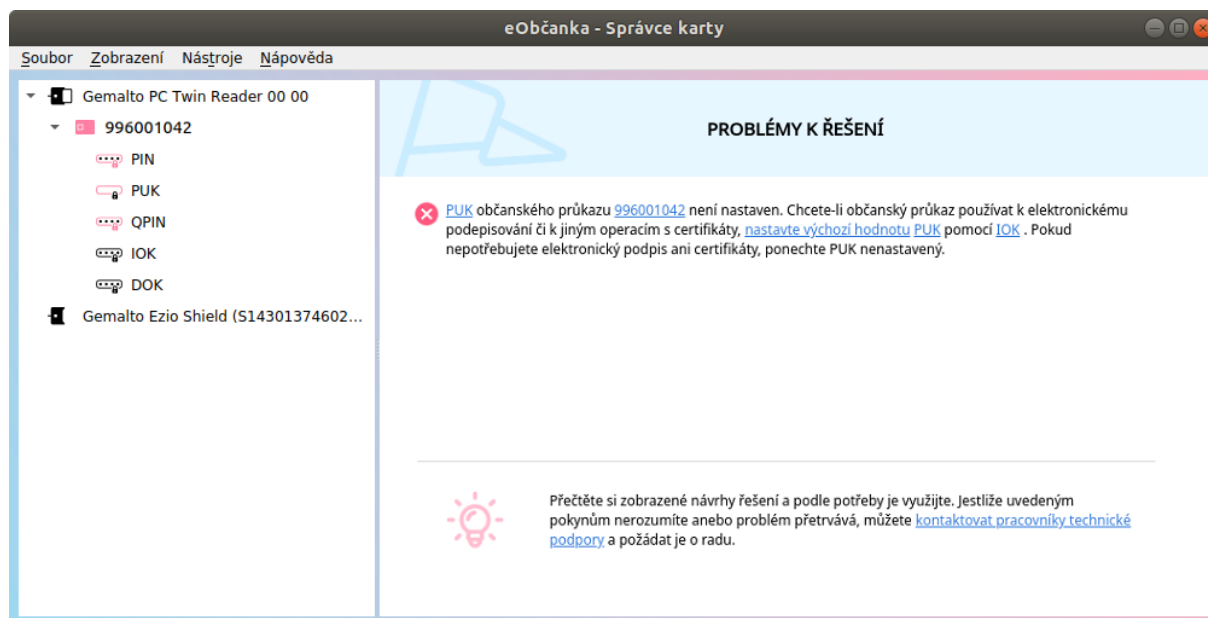 eObčanka - Správce karty
Soubor Zobrazení Nástroje Nápověda
Gemalto PC Twin Reader 00 00
996001042
PIN
PUK
QPIN
IOK
DOK
Gemalto Ezio Shield (S14301374602...
PROBLÉMY K ŘEŠENÍ
PUK občanského průkazu 996001042 není nastaven. Chcete-li občanský průkaz používat k elektronickému
podepisování či k jiným operacím s certifikáty, nastavte výchozí hodnotu PUK pomocí IOK . Pokud
nepotřebujete elektronický podpis ani certifikáty, ponechte PUK nenastavený.
Přečtěte si zobrazené návrhy řešení a podle potřeby je využijte. Jestliže uvedeným
pokynům nerozumíte anebo problém přetrvává, můžete kontaktovat pracovníky technické
podpory a požádat je o radu.